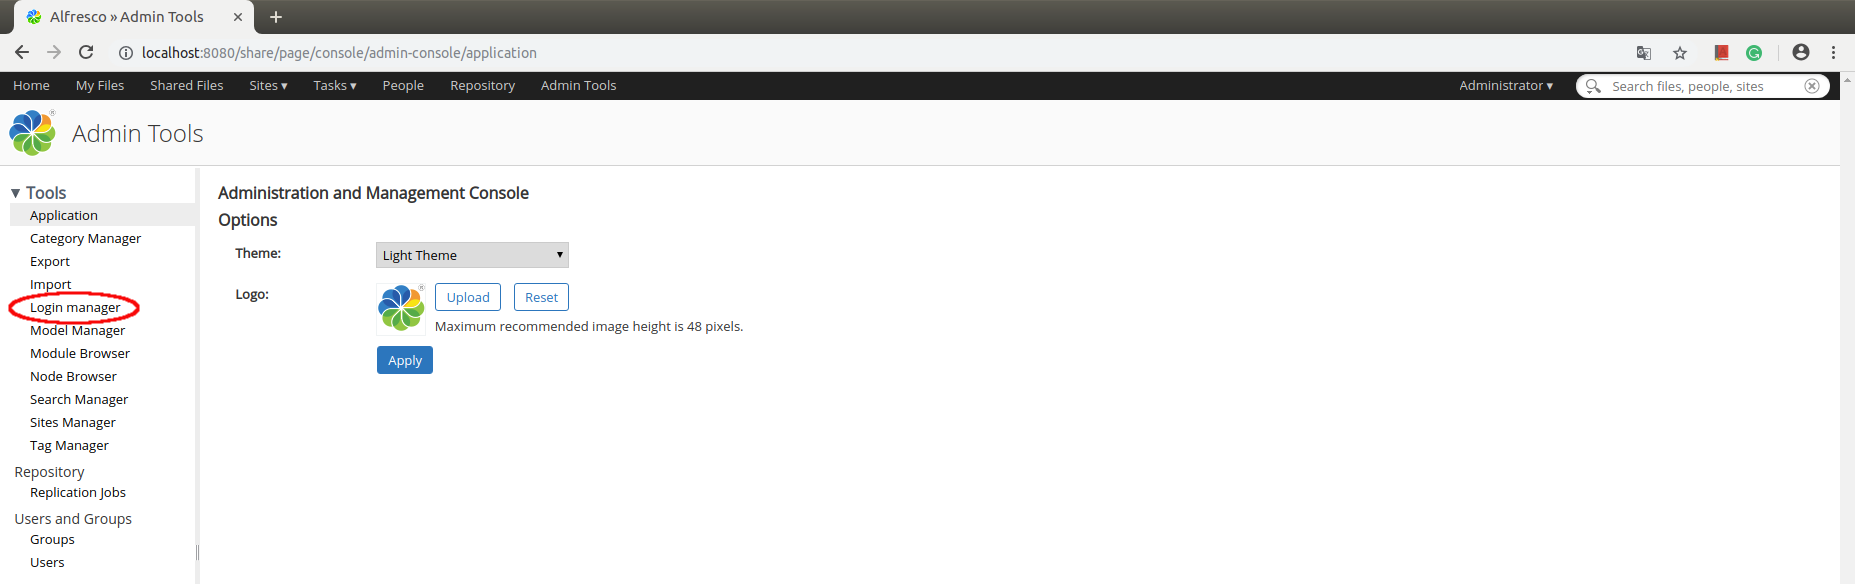 Alfresco » Admin Tools
localhost:8080/share/page/console/admin-console/application
Home My Files Shared Files Sites ▾ Tasks ▾ People Repository Admin Tools Administrator ▾ Search files, people, sites
Admin Tools
Tools
Application
Category Manager
Export
Import
Login manager
Model Manager
Module Browser
Node Browser
Search Manager
Sites Manager
Tag Manager
Repository
Replication Jobs
Users and Groups
Groups
Users
Administration and Management Console
Options
Theme: Light Theme
Logo: Upload Reset
Maximum recommended image height is 48 pixels.
Apply